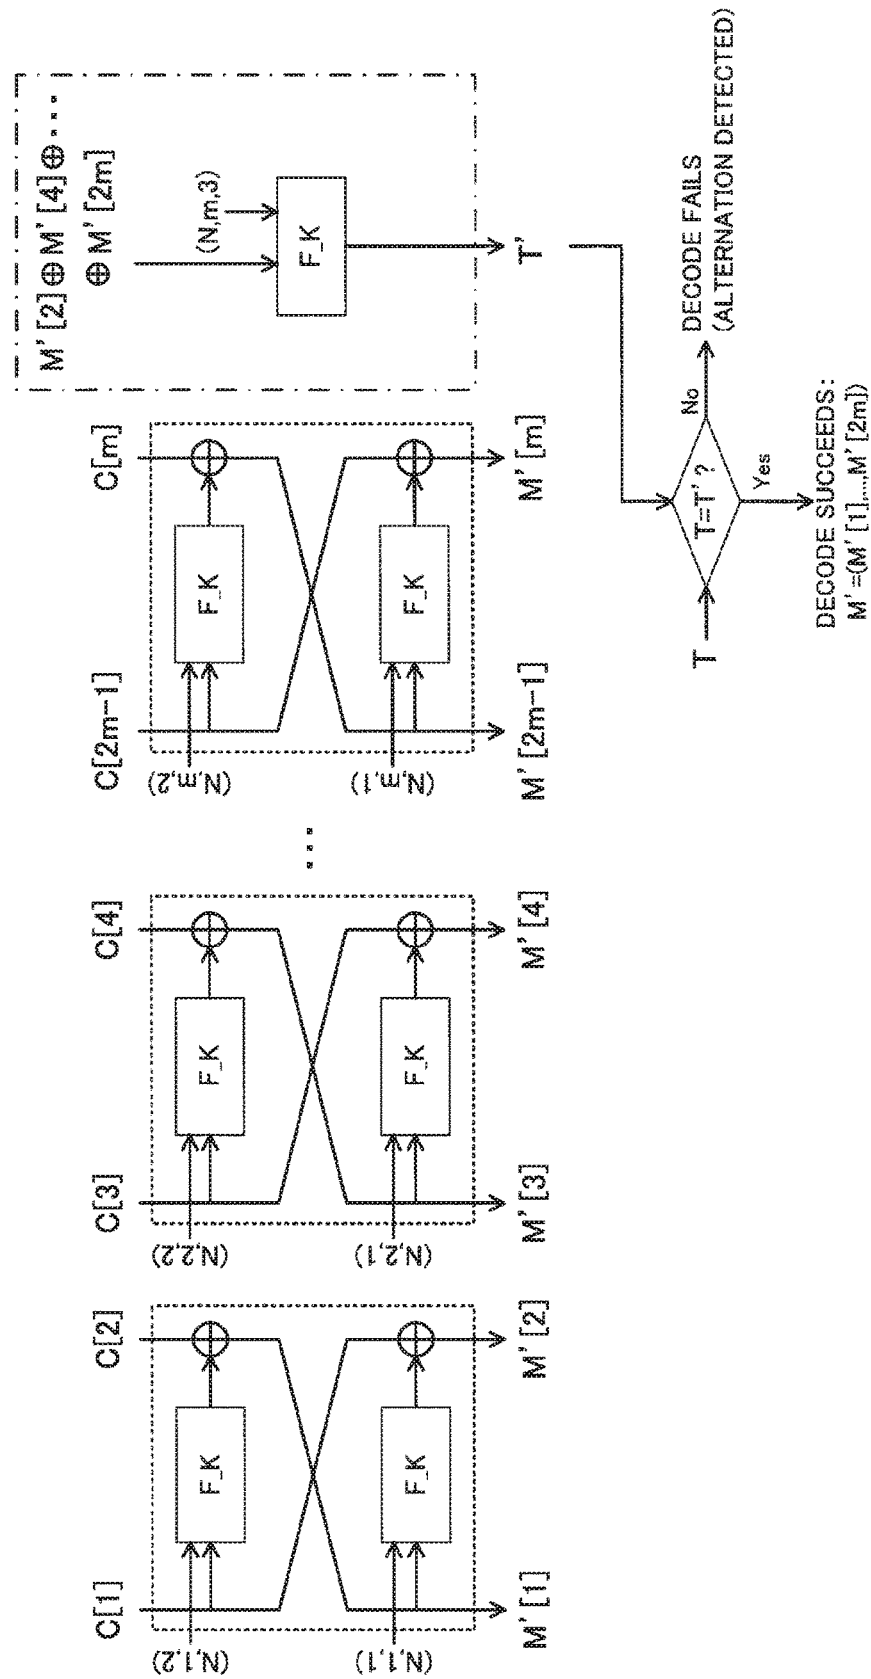 C[1]
C[2]
(N,1,2)
F_K
(N,1,1)
F_K
M'[1]
M'[2]
C[3]
C[4]
(N,2,2)
F_K
(N,2,1)
F_K
M'[3]
M'[4]
...
C[2m-1]
C[m]
(N,m,2)
F_K
(N,m,1)
F_K
M'[2m-1]
M'[m]
M'[2]⊕M'[4]⊕...
⊕M'[2m]
(N,m,3)
F_K
T'
T
T=T'?
No
DECODE FAILS
(ALTERNATION DETECTED)
Yes
DECODE SUCCEEDS:
M'=(M'[1],...,M'[2m])